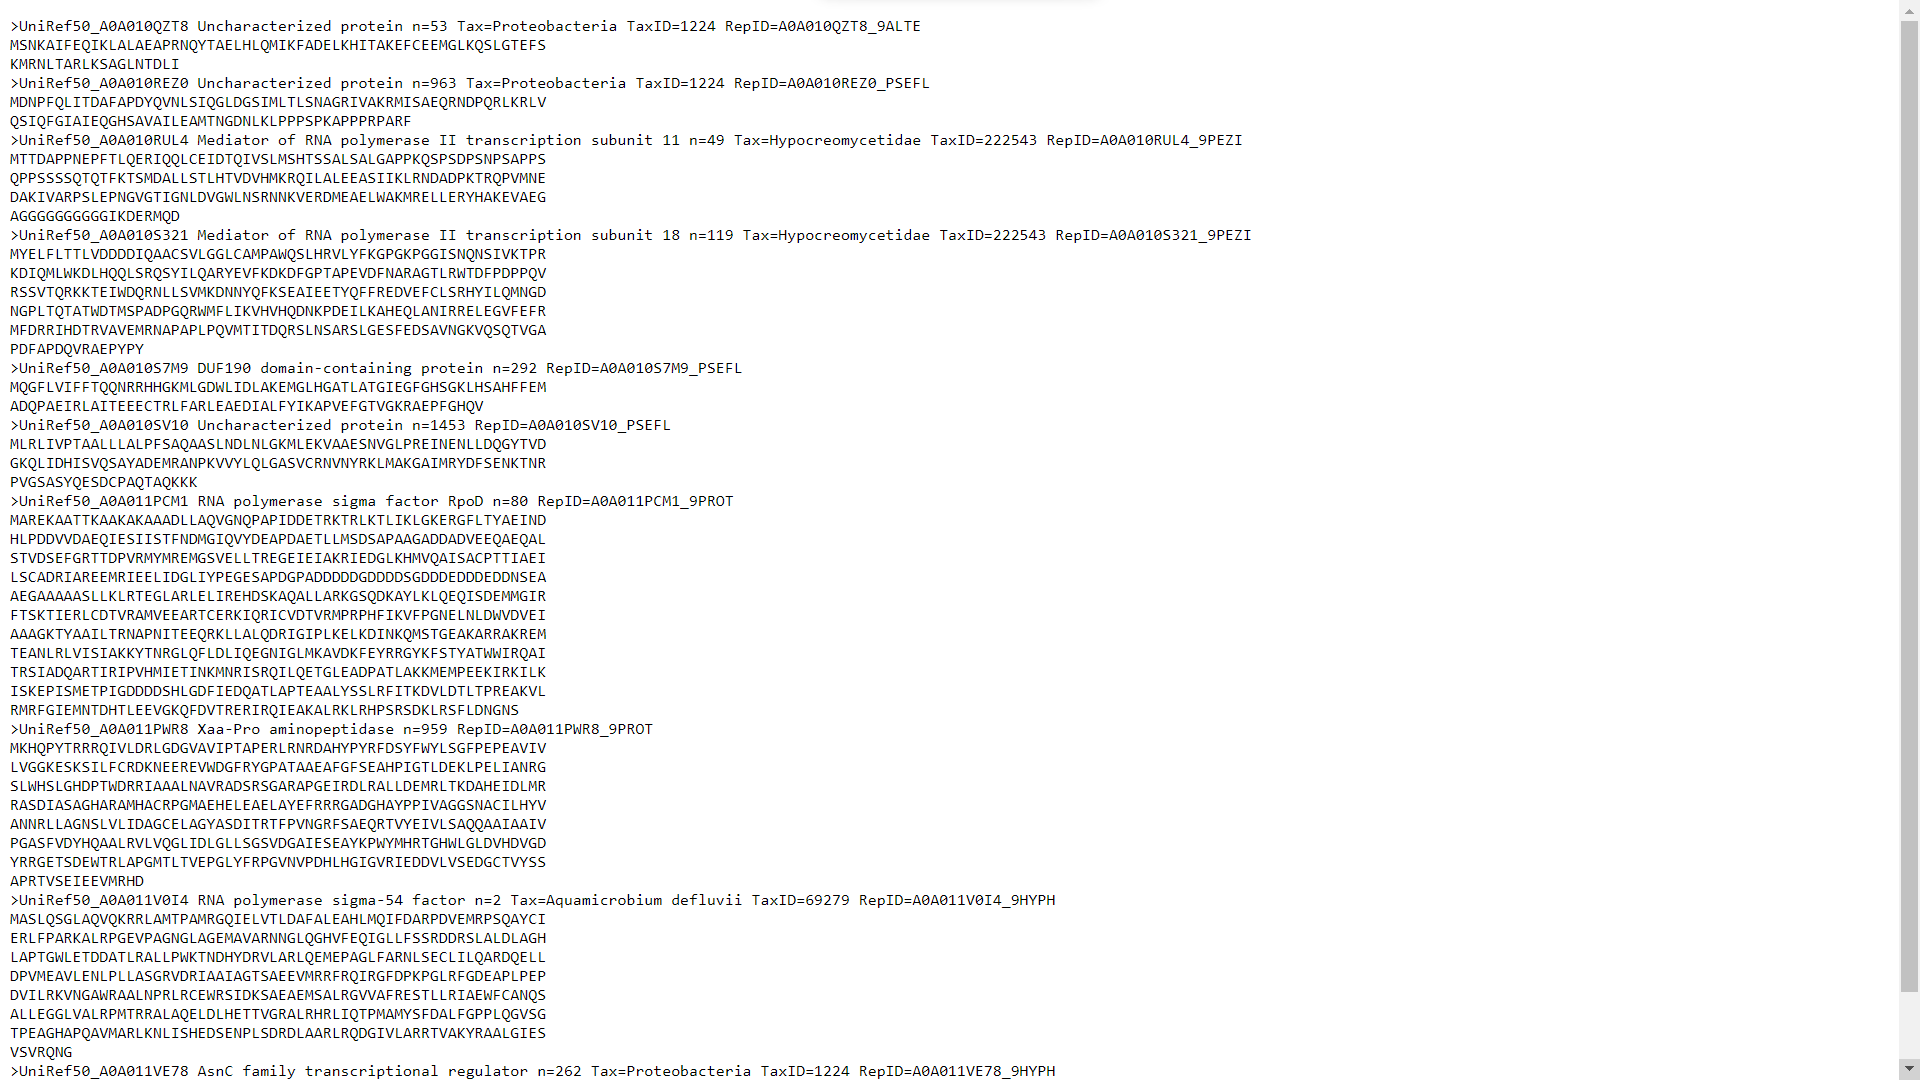 >UniRef50_A0A010QZT8 Uncharacterized protein n=53 Tax=Proteobacteria TaxID=1224 RepID=A0A010QZT8_9ALTE
MSNKAIFEQIKLALAEAPRNQYTAELHLQMIKFADELKHITAKEFCEEMGLKQSLGTEFS
KMRNLTARLKSAGLNTDLI
>UniRef50_A0A010REZ0 Uncharacterized protein n=963 Tax=Proteobacteria TaxID=1224 RepID=A0A010REZ0_PSEFL
MDNPFQLITDAFAPDYQVNLSIQGLDGSIMLTLSNAGRIVAKRMISAEQRNDPQRLKRLV
QSIQFGIAIEQGHSAVAILEAMTNGDNLKLPPPSPKAPPPRPARF
>UniRef50_A0A010RUL4 Mediator of RNA polymerase II transcription subunit 11 n=49 Tax=Hypocreomycetidae TaxID=222543 RepID=A0A010RUL4_9PEZI
MTTDAPPNEPFTLQERIQQLCEIDTQIVSLMSHTSSALSALGAPPKQSPSDPSNPSAPPS
QPPSSSSQTQTFKTSMDALLSTLHTVDVHMKRQILALEEASIIKLRNDADPKTRQPVMNE
DAKIVARPSLEPNGVGTIGNLDVGWLNSRNNKVERDMEAELWAKMRELLERYHAKEVAEG
AGGGGGGGGGGIKDERMQD
>UniRef50_A0A010S321 Mediator of RNA polymerase II transcription subunit 18 n=119 Tax=Hypocreomycetidae TaxID=222543 RepID=A0A010S321_9PEZI
MYELFLTTLVDDDDIQAACSVLGGLCAMPAWQSLHRVLYFKGPGKPGGISNQNSIVKTPR
KDIQMLWKDLHQQLSRQSYILQARYEVFKDKDFGPTAPEVDFNARAGTLRWTDFPDPPQV
RSSVTQRKKTEIWDQRNLLSVMKDNNYQFKSEAIEETYQFFREDVEFCLSRHYILQMNGD
NGPLTQTATWDTMSPADPGQRWMFLIKVHVHQDNKPDEILKAHEQLANIRRELEGVFEFR
MFDRRIHDTRVAVEMRNAPAPLPQVMTITDQRSLNSARSLGESFEDSAVNGKVQSQTVGA
PDFAPDQVRAEPYPY
>UniRef50_A0A010S7M9 DUF190 domain-containing protein n=292 RepID=A0A010S7M9_PSEFL
MQGFLVIFFTQQNRRHHGKMLGDWLIDLAKEMGLHGATLATGIEGFGHSGKLHSAHFFEM
ADQPAEIRLAITEEECTRLFARLEAEDIALFYIKAPVEFGTVGKRAEPFGHQV
>UniRef50_A0A010SV10 Uncharacterized protein n=1453 RepID=A0A010SV10_PSEFL
MLRLIVPTAALLLALPFSAQAASLNDLNLGKMLEKVAAESNVGLPREINENLLDQGYTVD
GKQLIDHISVQSAYADEMRANPKVVYLQLGASVCRNVNYRKLMAKGAIMRYDFSENKTNR
PVGSASYQESDCPAQTAQKKK
>UniRef50_A0A011PCM1 RNA polymerase sigma factor RpoD n=80 RepID=A0A011PCM1_9PROT
MAREKAATTKAAKAKAAADLLAQVGNQPAPIDDETRKTRLKTLIKLGKERGFLTYAEIND
HLPDDVVDAEQIESIISTFNDMGIQVYDEAPDAETLLMSDSAPAAGADDADVEEQAEQAL
STVDSEFGRTTDPVRMYMREMGSVELLTREGEIEIAKRIEDGLKHMVQAISACPTTIAEI
LSCADRIAREEMRIEELIDGLIYPEGESAPDGPADDDDDGDDDDSGDDDEDDDEDDNSEA
AEGAAAAASLLKLRTEGLARLELIREHDSKAQALLARKGSQDKAYLKLQEQISDEMMGIR
FTSKTIERLCDTVRAMVEEARTCERKIQRICVDTVRMPRPHFIKVFPGNELNLDWVDVEI
AAAGKTYAAILTRNAPNITEEQRKLLALQDRIGIPLKELKDINKQMSTGEAKARRAKREM
TEANLRLVISIAKKYTNRGLQFLDLIQEGNIGLMKAVDKFEYRRGYKFSTYATWWIRQAI
TRSIADQARTIRIPVHMIETINKMNRISRQILQETGLEADPATLAKKMEMPEEKIRKILK
ISKEPISMETPIGDDDDSHLGDFIEDQATLAPTEAALYSSLRFITKDVLDTLTPREAKVL
RMRFGIEMNTDHTLEEVGKQFDVTRERIRQIEAKALRKLRHPSRSDKLRSFLDNGNS
>UniRef50_A0A011PWR8 Xaa-Pro aminopeptidase n=959 RepID=A0A011PWR8_9PROT
MKHQPYTRRRQIVLDRLGDGVAVIPTAPERLRNRDAHYPYRFDSYFWYLSGFPEPEAVIV
LVGGKESKSILFCRDKNEEREVWDGFRYGPATAAEAFGFSEAHPIGTLDEKLPELIANRG
SLWHSLGHDPTWDRRIAAALNAVRADSRSGARAPGEIRDLRALLDEMRLTKDAHEIDLMR
RASDIASAGHARAMHACRPGMAEHELEAELAYEFRRRGADGHAYPPIVAGGSNACILHYV
ANNRLLAGNSLVLIDAGCELAGYASDITRTFPVNGRFSAEQRTVYEIVLSAQQAAIAAIV
PGASFVDYHQAALRVLVQGLIDLGLLSGSVDGAIESEAYKPWYMHRTGHWLGLDVHDVGD
YRRGETSDEWTRLAPGMTLTVEPGLYFRPGVNVPDHLHGIGVRIEDDVLVSEDGCTVYSS
APRTVSEIEEVMRHD
>UniRef50_A0A011V0I4 RNA polymerase sigma-54 factor n=2 Tax=Aquamicrobium defluvii TaxID=69279 RepID=A0A011V0I4_9HYPH
MASLQSGLAQVQKRRLAMTPAMRGQIELVTLDAFALEAHLMQIFDARPDVEMRPSQAYCI
ERLFPARKALRPGEVPAGNGLAGEMAVARNNGLQGHVFEQIGLLFSSRDDRSLALDLAGH
LAPTGWLETDDATLRALLPWKTNDHYDRVLARLQEMEPAGLFARNLSECLILQARDQELL
DPVMEAVLENLPLLASGRVDRIAAIAGTSAEEVMRRFRQIRGFDPKPGLRFGDEAPLPEP
DVILRKVNGAWRAALNPRLRCEWRSIDKSAEAEMSALRGVVAFRESTLLRIAEWFCANQS
ALLEGGLVALRPMTRRALAQELDLHETTVGRALRHRLIQTPMAMYSFDALFGPPLQGVSG
TPEAGHAPQAVMARLKNLISHEDSENPLSDRDLAARLRQDGIVLARRTVAKYRAALGIES
VSVRQNG
>UniRef50_A0A011VE78 AsnC family transcriptional regulator n=262 Tax=Proteobacteria TaxID=1224 RepID=A0A011VE78_9HYPH